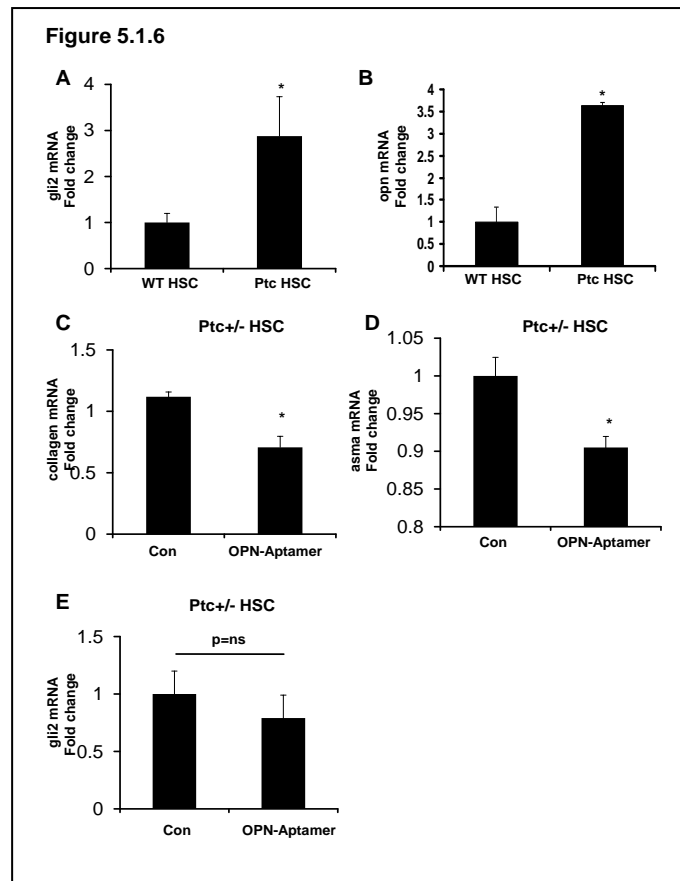 Figure 5.1.6
A
gli2 mRNA
Fold change
4
3
2
1
0
*
WT HSC
Ptc HSC
B
opn mRNA
Fold change
4
3.5
3
2.5
2
1.5
1
0.5
0
*
WT HSC
Ptc HSC
C
Ptc+/- HSC
collagen mRNA
Fold change
1.5
1
0.5
0
*
Con
OPN-Aptamer
D
Ptc+/- HSC
asma mRNA
Fold change
1.05
1
0.95
0.9
0.85
0.8
*
Con
OPN-Aptamer
E
Ptc+/- HSC
gli2 mRNA
Fold change
1.5
1
0.5
0
p=ns
Con
OPN-Aptamer